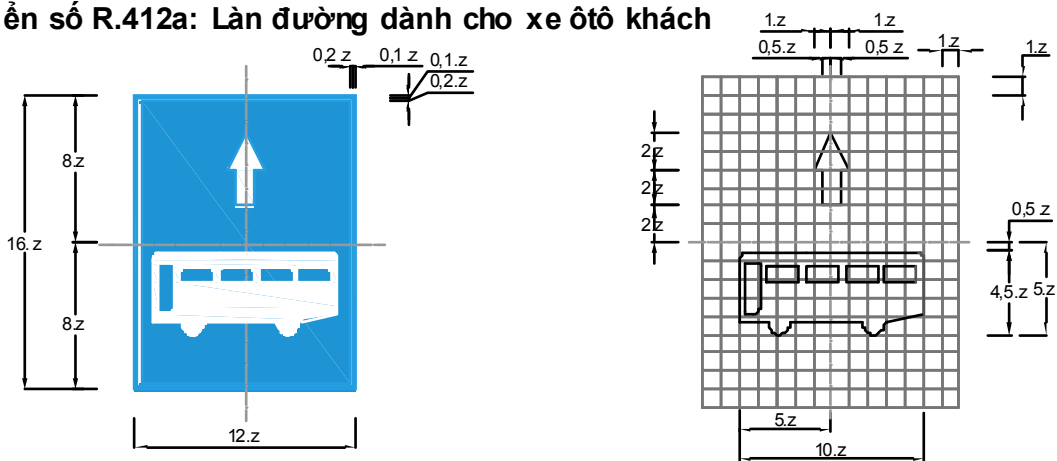 ển số R.412a: Làn đường dành cho xe ôtô khách
1.z 1.z
0,2.z 0,1.z 0,1.z
0,2.z
0,5.z 0,5.z 1.z 1.z
8.z
2.z
2.z
2.z
16.z
0,5.z
8.z
4,5.z 5.z
12.z
5.z
10.z